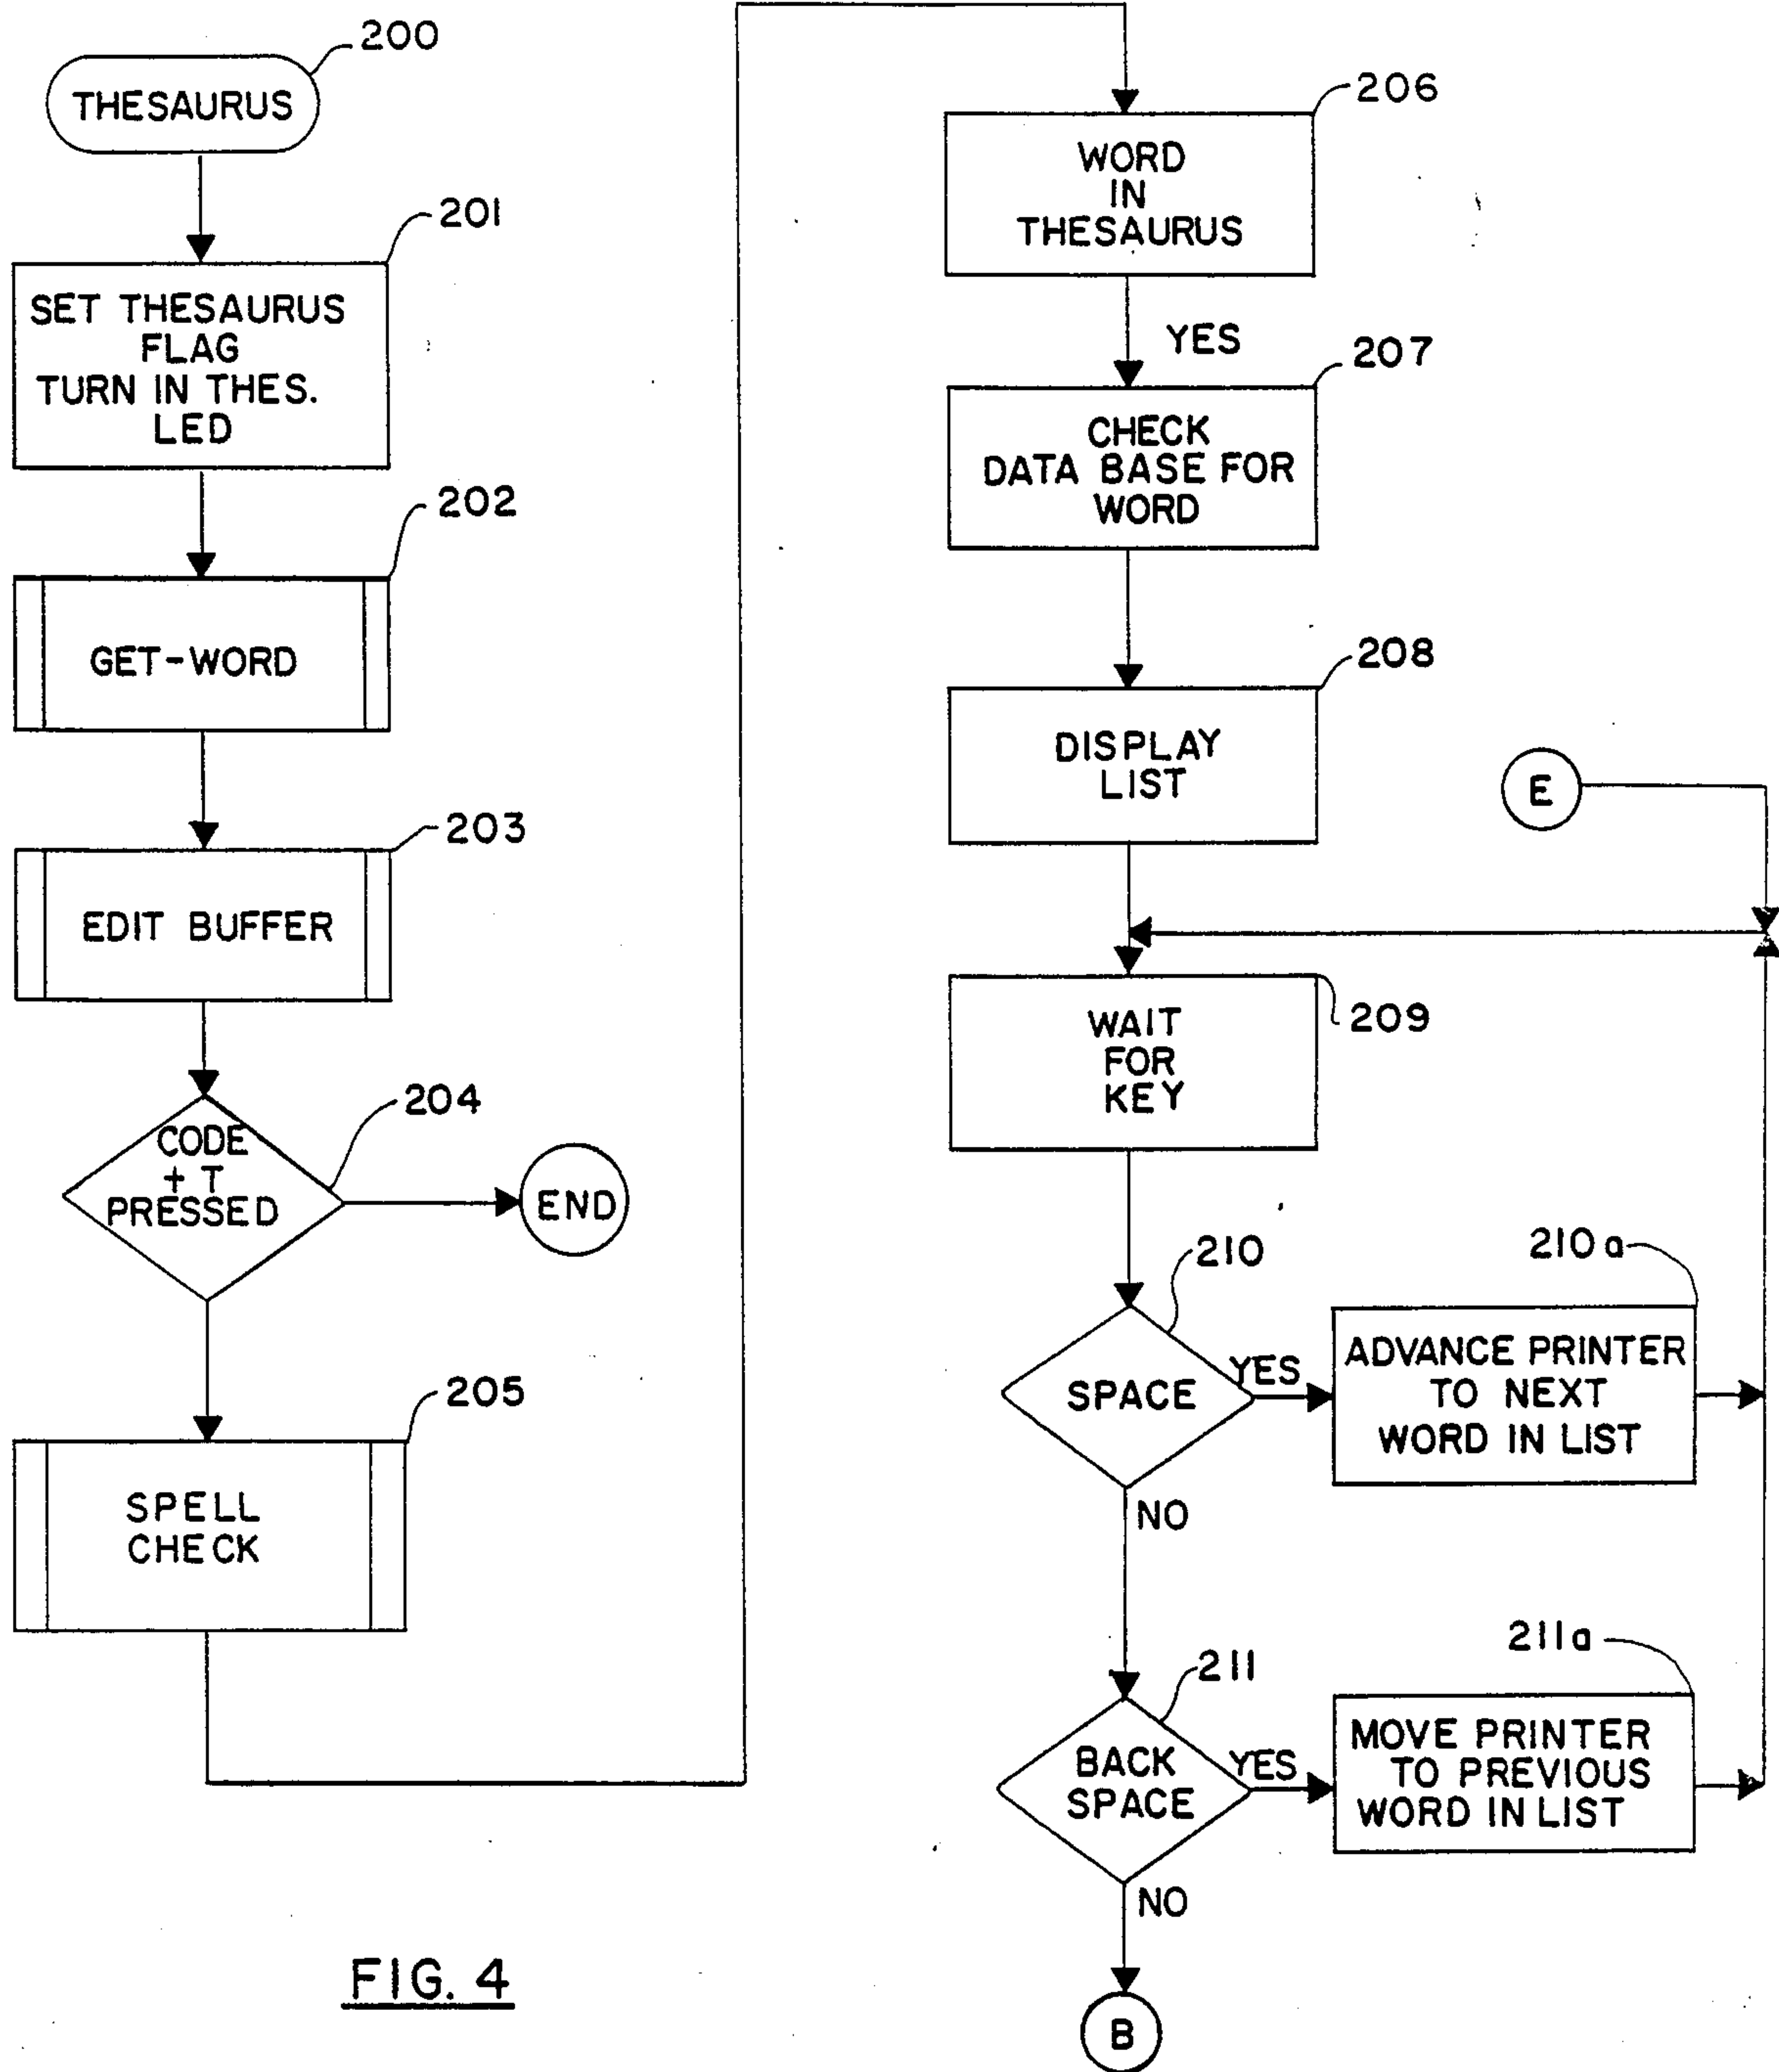 200
THESAURUS
201
SET THESAURUS
FLAG
TURN IN THES.
LED
202
GET-WORD
203
EDIT BUFFER
204
CODE
+ T
PRESSED
END
205
SPELL
CHECK
206
WORD
IN
THESAURUS
YES
207
CHECK
DATA BASE FOR
WORD
208
DISPLAY
LIST
E
209
WAIT
FOR
KEY
210
SPACE
YES
210a
ADVANCE PRINTER
TO NEXT
WORD IN LIST
NO
211
BACK
SPACE
YES
211a
MOVE PRINTER
TO PREVIOUS
WORD IN LIST
NO
B
FIG. 4